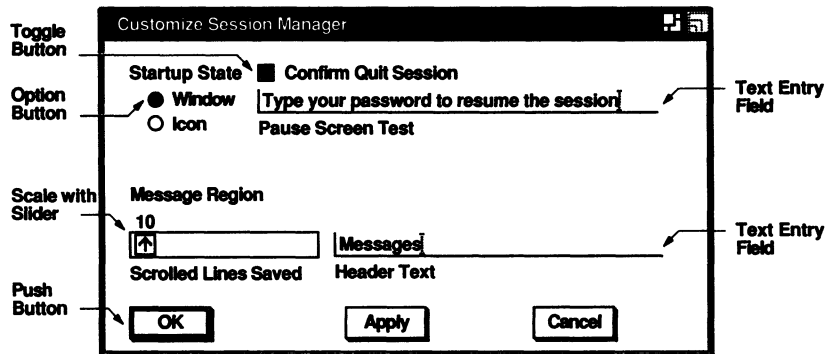 Customize Session Manager
Toggle
Button
Startup State
Confirm Quit Session
Option
Button
Window
Icon
Type your password to resume the session
Pause Screen Test
Text Entry
Field
Scale with
Slider
Message Region
10
Scrolled Lines Saved
Messages
Header Text
Text Entry
Field
Push
Button
OK
Apply
Cancel